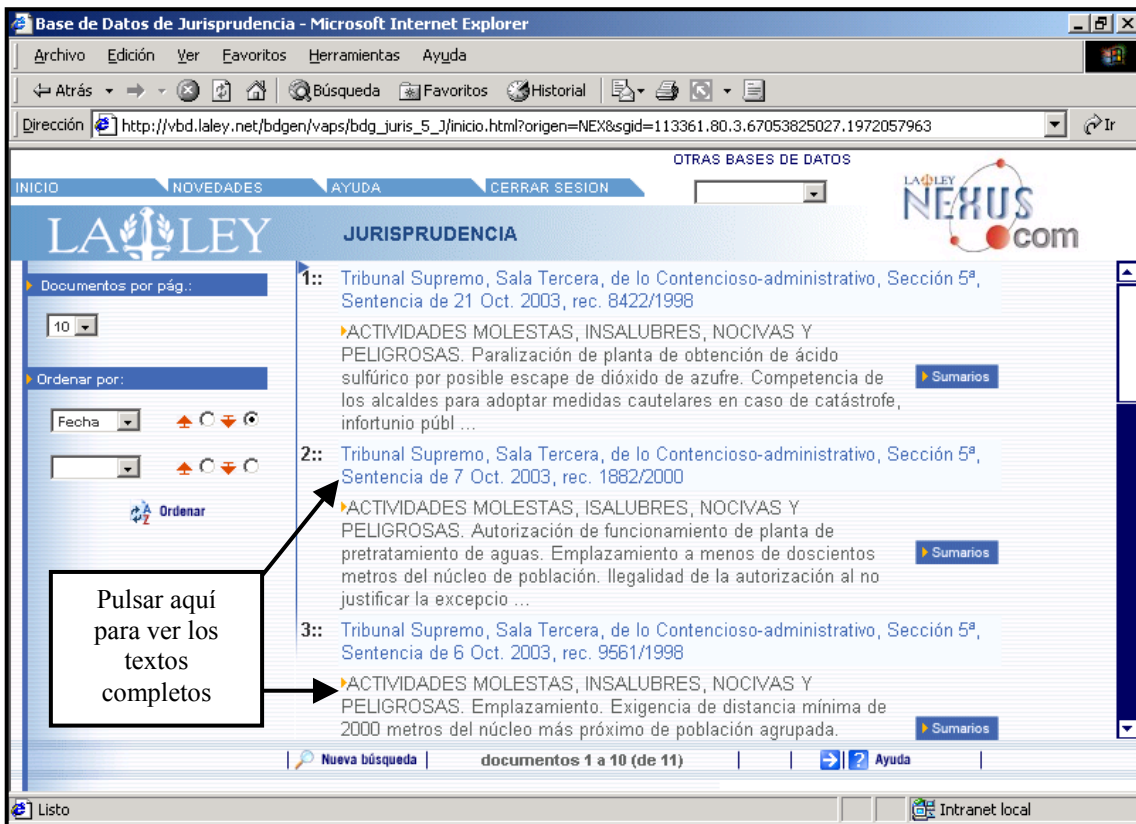 Base de Datos de Jurisprudencia - Microsoft Internet Explorer
Archivo Edición Ver Favoritos Herramientas Ayuda
Atrás Búsqueda Favoritos Historial
Dirección http://vbd.laley.net/bdgen/vaps/bdg_juris_5_J/inicio.html?origen=NEX&sgid=113361.80.3.67053825027.1972057963 Ir
OTRAS BASES DE DATOS
INICIO NOVEDADES AYUDA CERRAR SESION
LA LEY
NEXUS
com
LA LEY JURISPRUDENCIA
Documentos por pág.:
10
Ordenar por:
Fecha
Ordenar
Pulsar aquí
para ver los
textos
completos
1:: Tribunal Supremo, Sala Tercera, de lo Contencioso-administrativo, Sección 5ª,
Sentencia de 21 Oct. 2003, rec. 8422/1998
ACTIVIDADES MOLESTAS, INSALUBRES, NOCIVAS Y
PELIGROSAS. Paralización de planta de obtención de ácido
sulfúrico por posible escape de dióxido de azufre. Competencia de
los alcaldes para adoptar medidas cautelares en caso de catástrofe,
infortunio públ ...
Sumarios
2:: Tribunal Supremo, Sala Tercera, de lo Contencioso-administrativo, Sección 5ª,
Sentencia de 7 Oct. 2003, rec. 1882/2000
ACTIVIDADES MOLESTAS, ISALUBRES, NOCIVAS Y
PELIGROSAS. Autorización de funcionamiento de planta de
pretratamiento de aguas. Emplazamiento a menos de doscientos
metros del núcleo de población. Ilegalidad de la autorización al no
justificar la excepcio ...
Sumarios
3:: Tribunal Supremo, Sala Tercera, de lo Contencioso-administrativo, Sección 5ª,
Sentencia de 6 Oct. 2003, rec. 9561/1998
ACTIVIDADES MOLESTAS, INSALUBRES, NOCIVAS Y
PELIGROSAS. Emplazamiento. Exigencia de distancia mínima de
2000 metros del núcleo más próximo de población agrupada.
Sumarios
Nueva búsqueda documentos 1 a 10 (de 11) Ayuda
Listo Intranet local